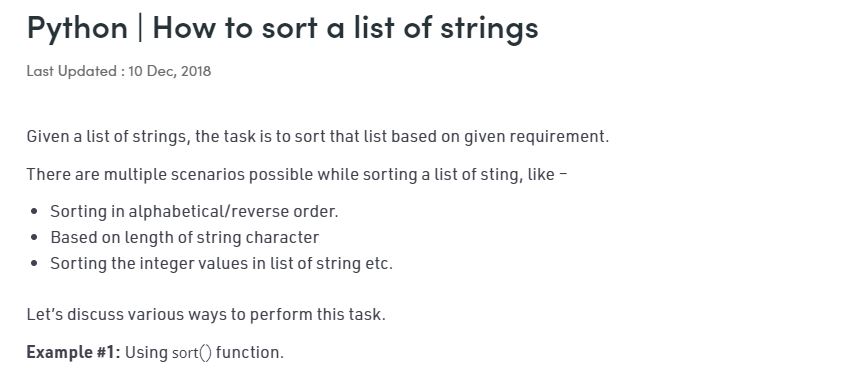 Python | How to sort a list of strings
Last Updated : 10 Dec, 2018
Given a list of strings, the task is to sort that list based on given requirement.
There are multiple scenarios possible while sorting a list of sting, like –
• Sorting in alphabetical/reverse order.
• Based on length of string character
• Sorting the integer values in list of string etc.
Let’s discuss various ways to perform this task.
Example #1: Using sort() function.